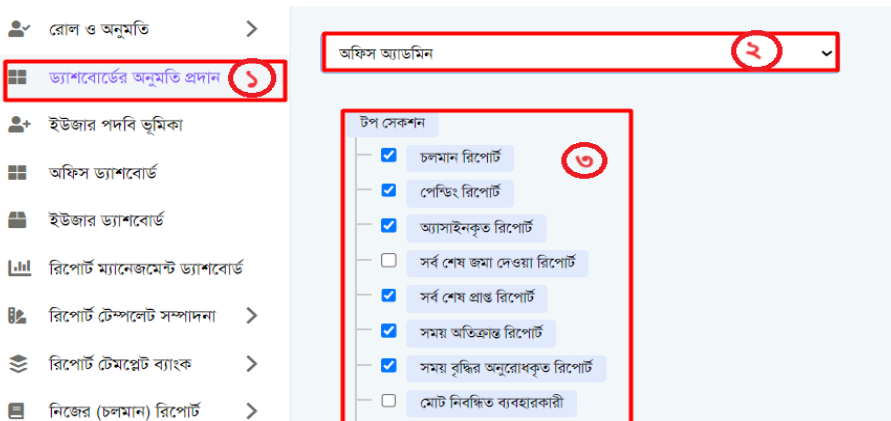 রোল ও অনুমতি
ড্যাশবোর্ডের অনুমতি প্রদান ১
ইউজার পদবি ভূমিকা
অফিস ড্যাশবোর্ড
ইউজার ড্যাশবোর্ড
রিপোর্ট ম্যানেজমেন্ট ড্যাশবোর্ড
রিপোর্ট টেম্পলেট সম্পাদনা
রিপোর্ট টেমপ্লেট ব্যাংক
নিজের (চলমান) রিপোর্ট
অফিস অ্যাডমিন ২
টপ সেকশন
চলমান রিপোর্ট ৩
পেন্ডিং রিপোর্ট
অ্যাসাইনকৃত রিপোর্ট
সর্ব শেষ জমা দেওয়া রিপোর্ট
সর্ব শেষ প্রাপ্ত রিপোর্ট
সময় অতিক্রান্ত রিপোর্ট
সময় বৃদ্ধির অনুরোধকৃত রিপোর্ট
মোট নিবন্ধিত ব্যবহারকারী